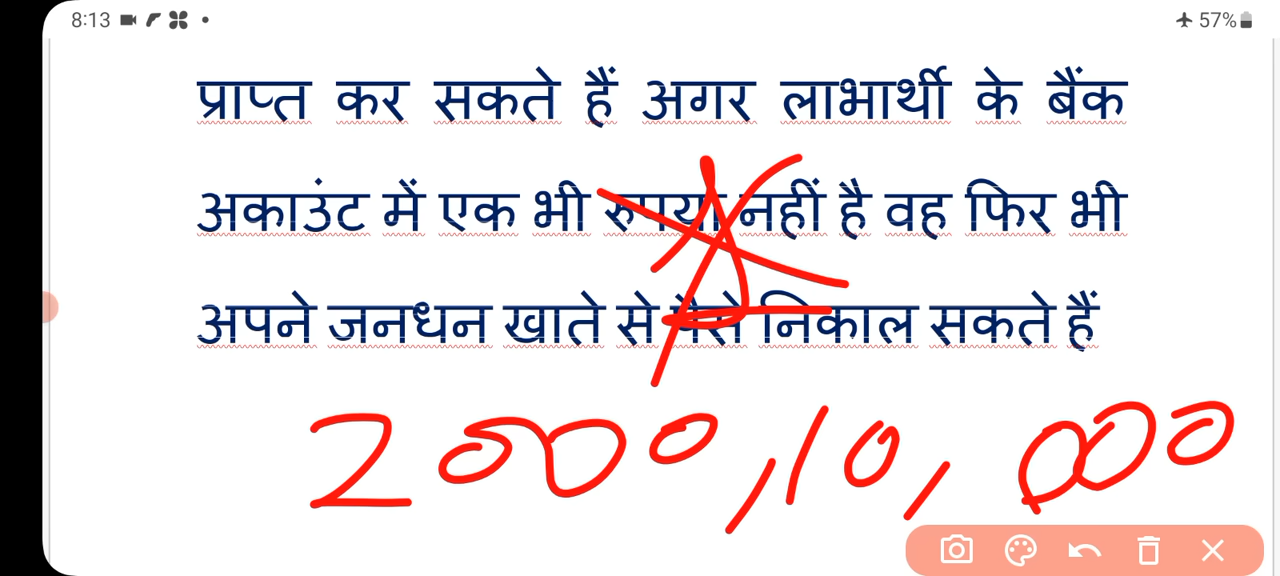 8:13
57%
प्राप्त कर सकते हैं अगर लाभार्थी के बैंक
अकाउंट में एक भी रुपया नहीं है वह फिर भी
अपने जनधन खाते से पैसे निकाल सकते हैं
2000, 10,000